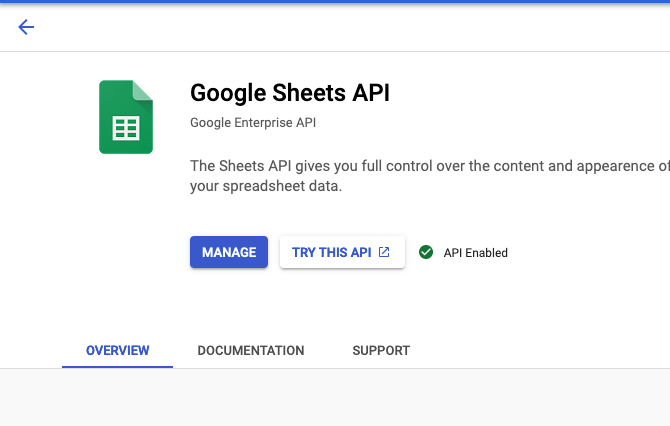 Google Sheets API
Google Enterprise API
The Sheets API gives you full control over the content and appearence of
your spreadsheet data.
MANAGE TRY THIS API API Enabled
OVERVIEW DOCUMENTATION SUPPORT